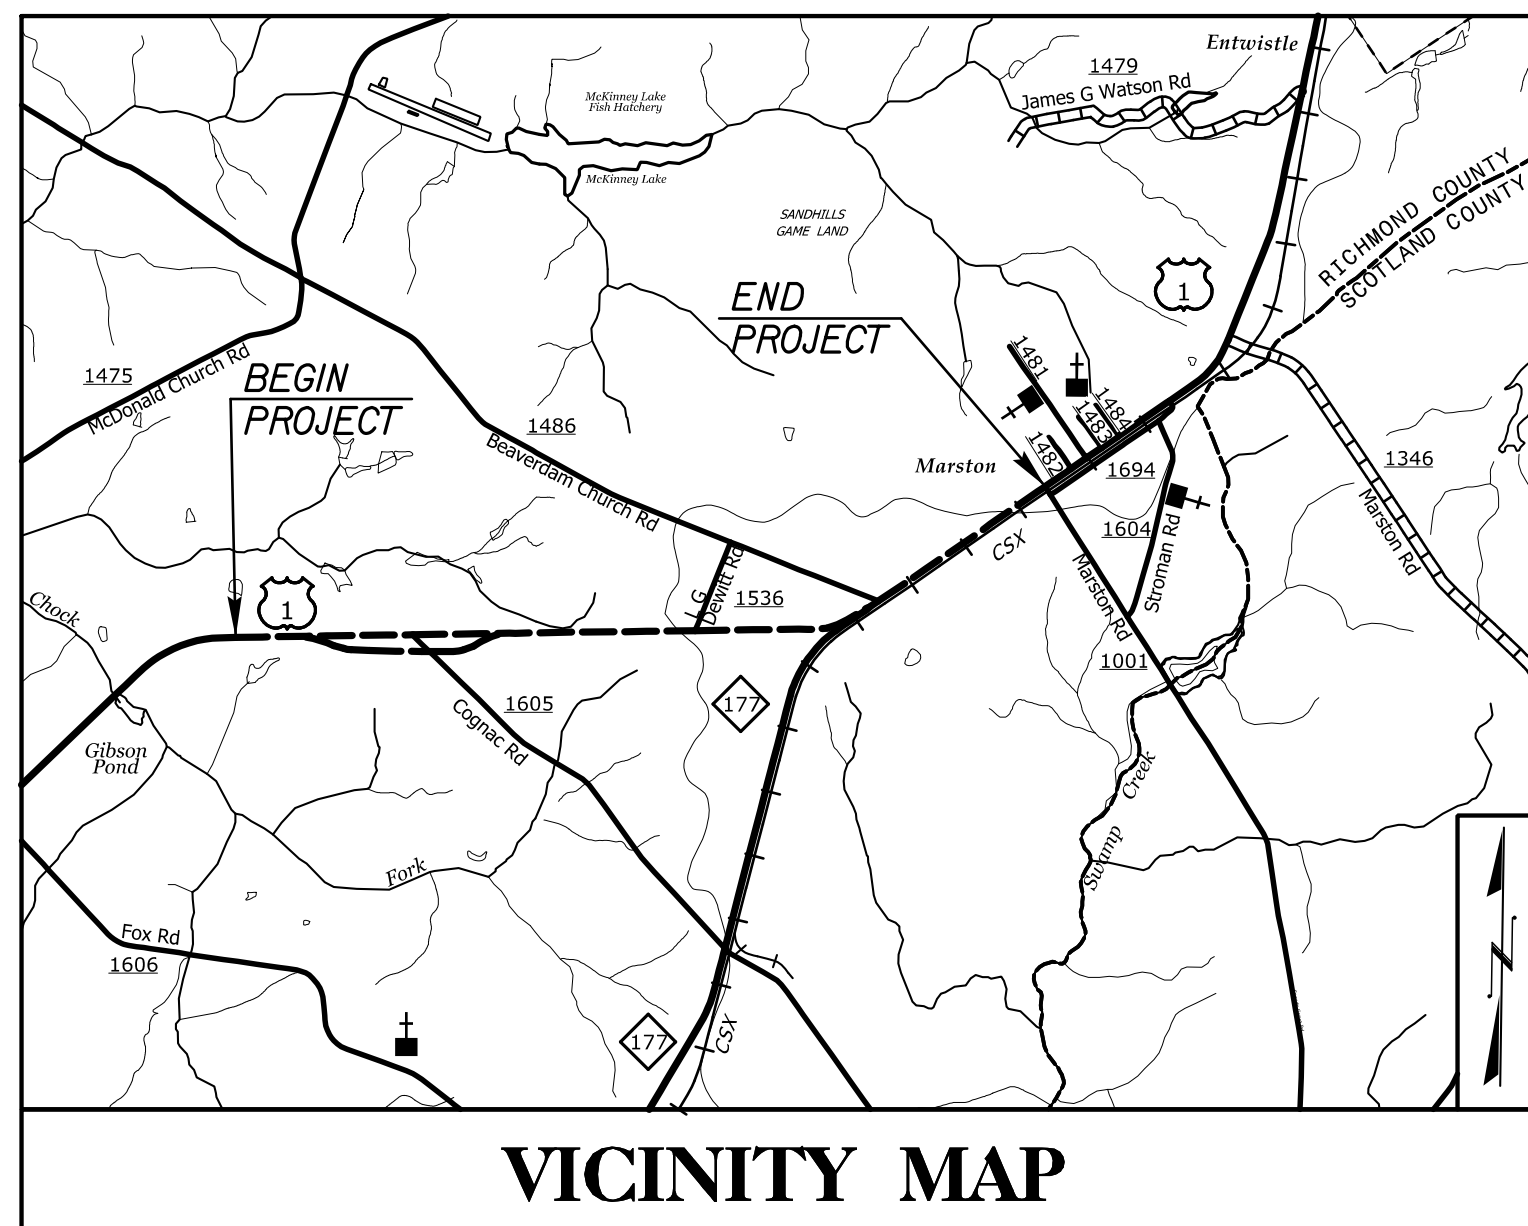 Entwistle
1479
James G Watson Rd
McKinney Lake
Fish Hatchery
McKinney Lake
SANDHILLS
GAME LAND
RICHMOND COUNTY
SCOTLAND COUNTY
1
END
PROJECT
1481
1484
1483
1482
1475
McDonald Church Rd
BEGIN
PROJECT
1486
Beaverdam Church Rd
Marston
1694
1346
Marston Rd
1604
Stroman Rd
CSX
Marston Rd
1001
J G
Dewitt Rd
1536
Chock
1
177
1605
Cognac Rd
Gibson
Pond
Creek
Swamp
Fork
Fox Rd
1606
177
CSX
VICINITY MAP